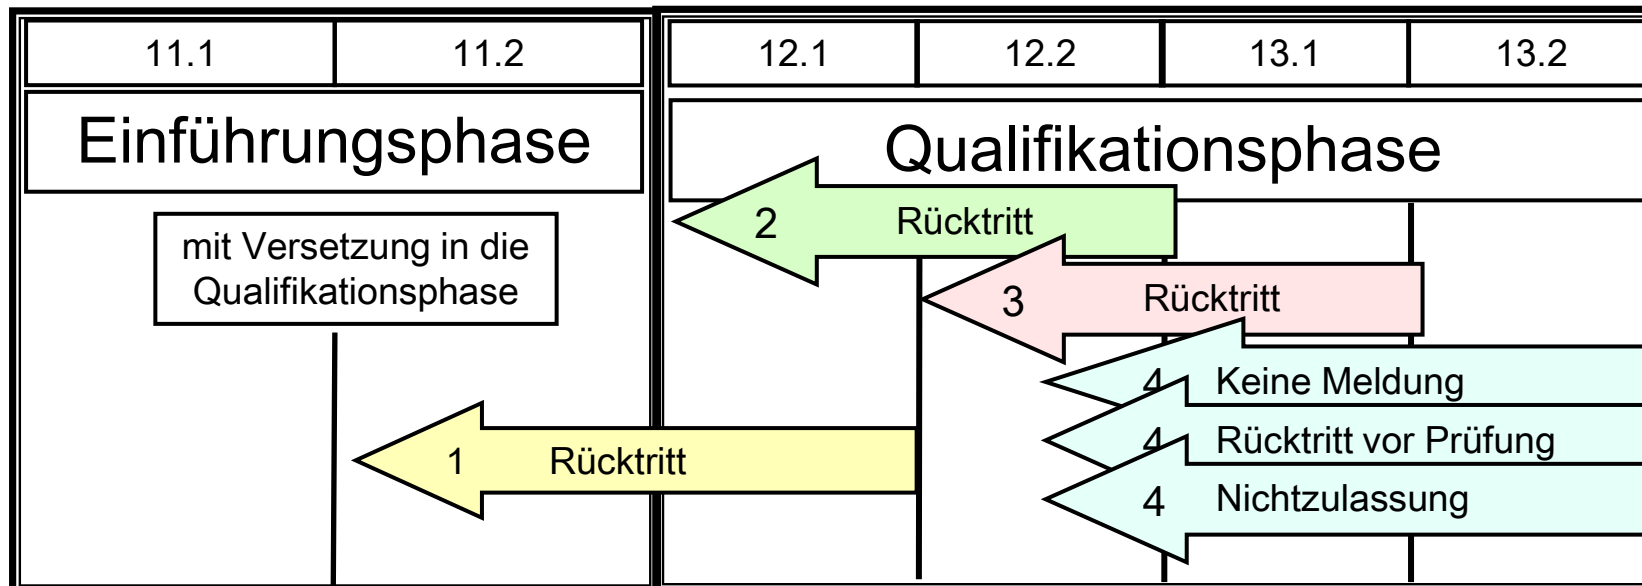 11.1
11.2
12.1
12.2
13.1
13.2
Einführungsphase
Qualifikationsphase
mit Versetzung in die
Qualifikationsphase
2 Rücktritt
3 Rücktritt
4 Keine Meldung
4 Rücktritt vor Prüfung
1 Rücktritt
4 Nichtzulassung